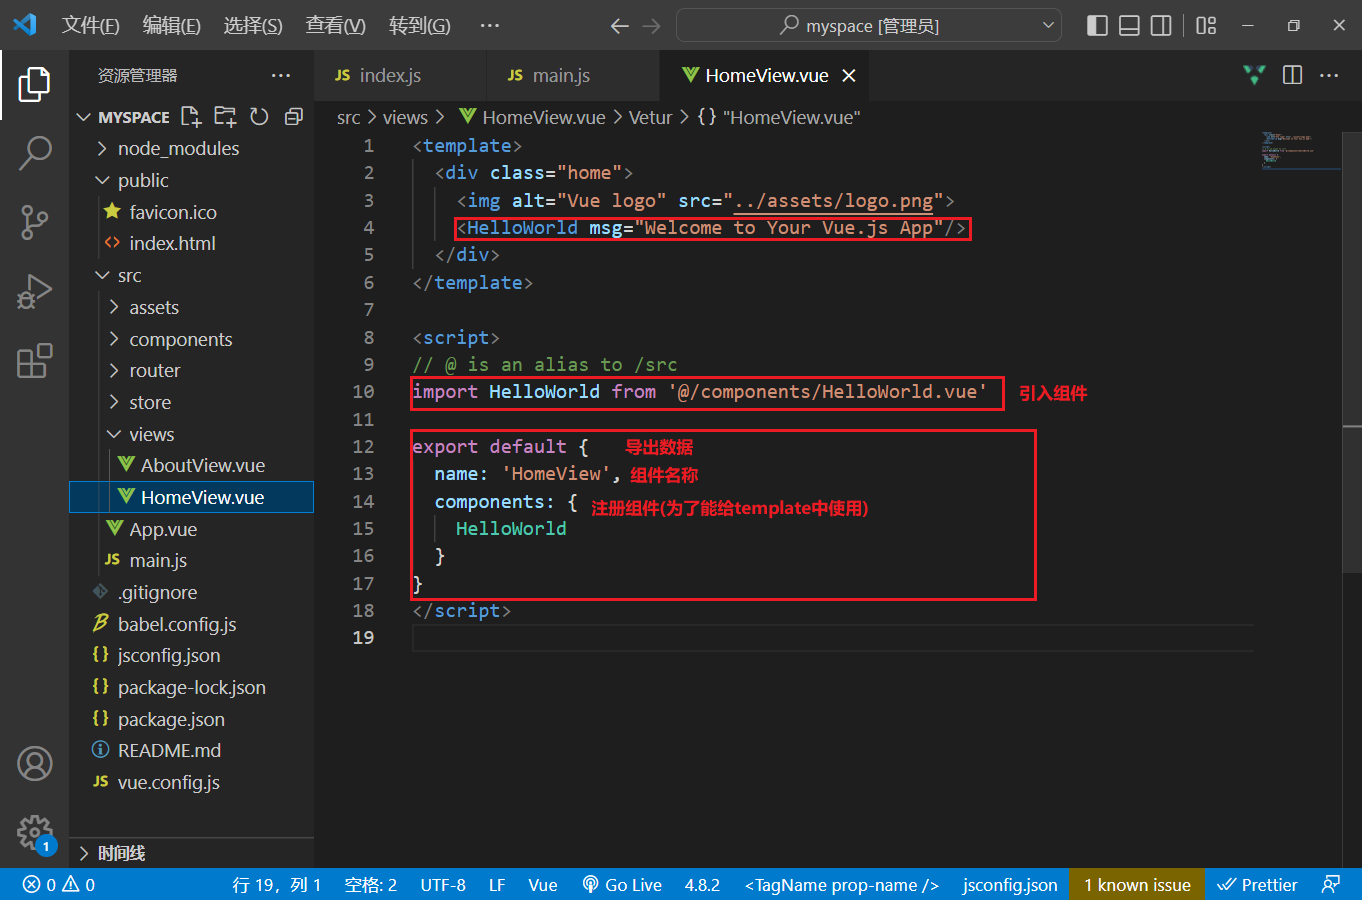 文件(F) 编辑(E) 选择(S) 查看(V) 转到(G) ··· myspace [管理员]
资源管理器 ···
JS index.js JS main.js HomeView.vue
MYSPACE
node_modules
public
favicon.ico
index.html
src
assets
components
router
store
views
AboutView.vue
HomeView.vue
App.vue
JS main.js
.gitignore
babel.config.js
{} jsconfig.json
{} package-lock.json
{} package.json
README.md
JS vue.config.js
时间线
src > views > HomeView.vue > Vetur > {} "HomeView.vue"
1 <template>
2 <div class="home">
3 <img alt="Vue logo" src="../assets/logo.png">
4 <HelloWorld msg="Welcome to Your Vue.js App"/>
5 </div>
6 </template>
7
8 <script>
9 // @ is an alias to /src
10 import HelloWorld from '@/components/HelloWorld.vue' 引入组件
11
12 export default { 导出数据
13 name: 'HomeView', 组件名称
14 components: { 注册组件(为了能给template中使用)
15 HelloWorld
16 }
17 }
18 </script>
19
1
0 0 行 19，列 1 空格: 2 UTF-8 LF Vue Go Live 4.8.2 <TagName prop-name /> jsconfig.json 1 known issue Prettier